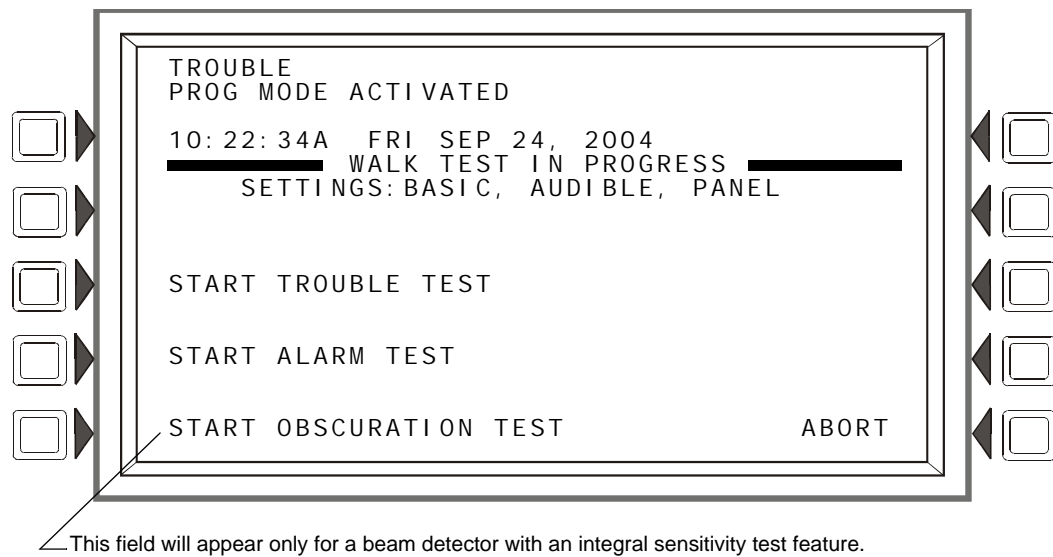 TROUBLE
PROG MODE ACTIVATED
10:22:34A FRI SEP 24, 2004
WALK TEST IN PROGRESS
SETTINGS:BASIC, AUDIBLE, PANEL
START TROUBLE TEST
START ALARM TEST
START OBSCURATION TEST ABORT
This field will appear only for a beam detector with an integral sensitivity test feature.